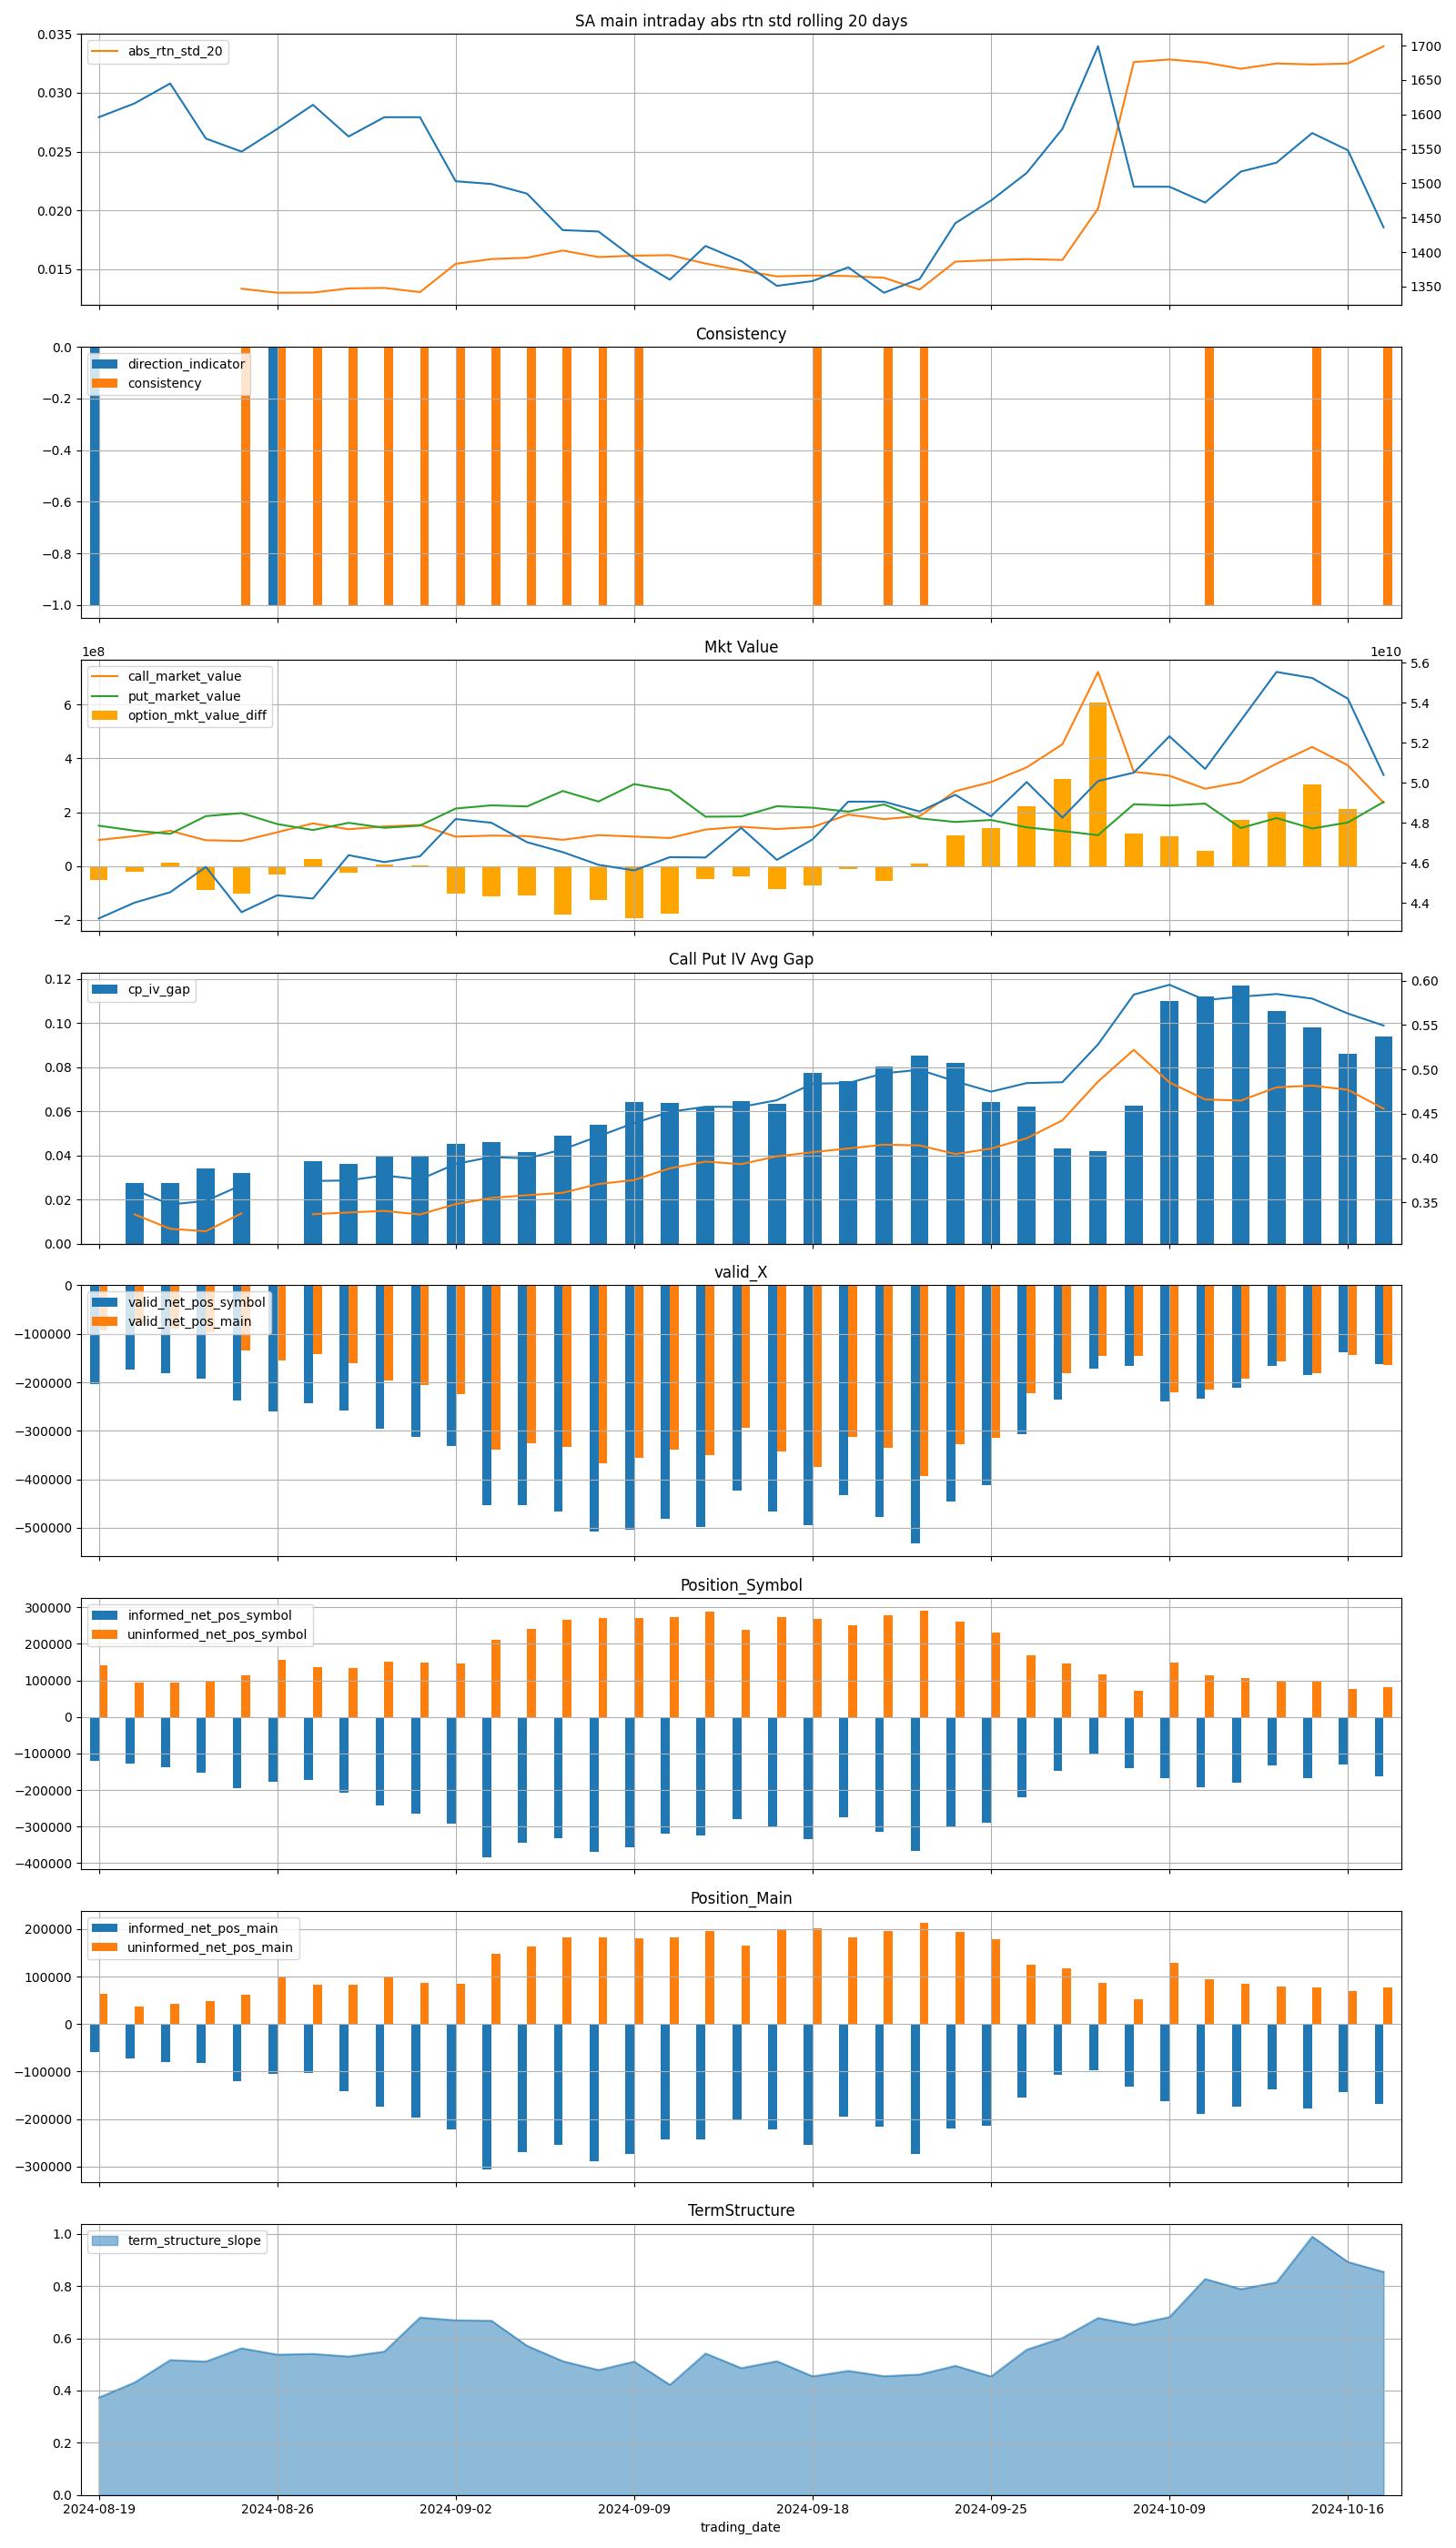 SA main intraday abs rtn std rolling 20 days
abs_rtn_std_20
0.035
0.030
0.025
0.020
0.015
1700
1650
1600
1550
1500
1450
1400
1350
Consistency
direction_indicator
consistency
0.0
−0.2
−0.4
−0.6
−0.8
−1.0
Mkt Value
1e8
1e10
call_market_value
put_market_value
option_mkt_value_diff
6
4
2
0
−2
5.6
5.4
5.2
5.0
4.8
4.6
4.4
Call Put IV Avg Gap
cp_iv_gap
0.12
0.10
0.08
0.06
0.04
0.02
0.00
0.60
0.55
0.50
0.45
0.40
0.35
valid_X
valid_net_pos_symbol
valid_net_pos_main
0
−100000
−200000
−300000
−400000
−500000
Position_Symbol
informed_net_pos_symbol
uninformed_net_pos_symbol
300000
200000
100000
0
−100000
−200000
−300000
−400000
Position_Main
informed_net_pos_main
uninformed_net_pos_main
200000
100000
0
−100000
−200000
−300000
TermStructure
term_structure_slope
1.0
0.8
0.6
0.4
0.2
0.0
2024-08-19 2024-08-26 2024-09-02 2024-09-09 2024-09-18 2024-09-25 2024-10-09 2024-10-16
trading_date